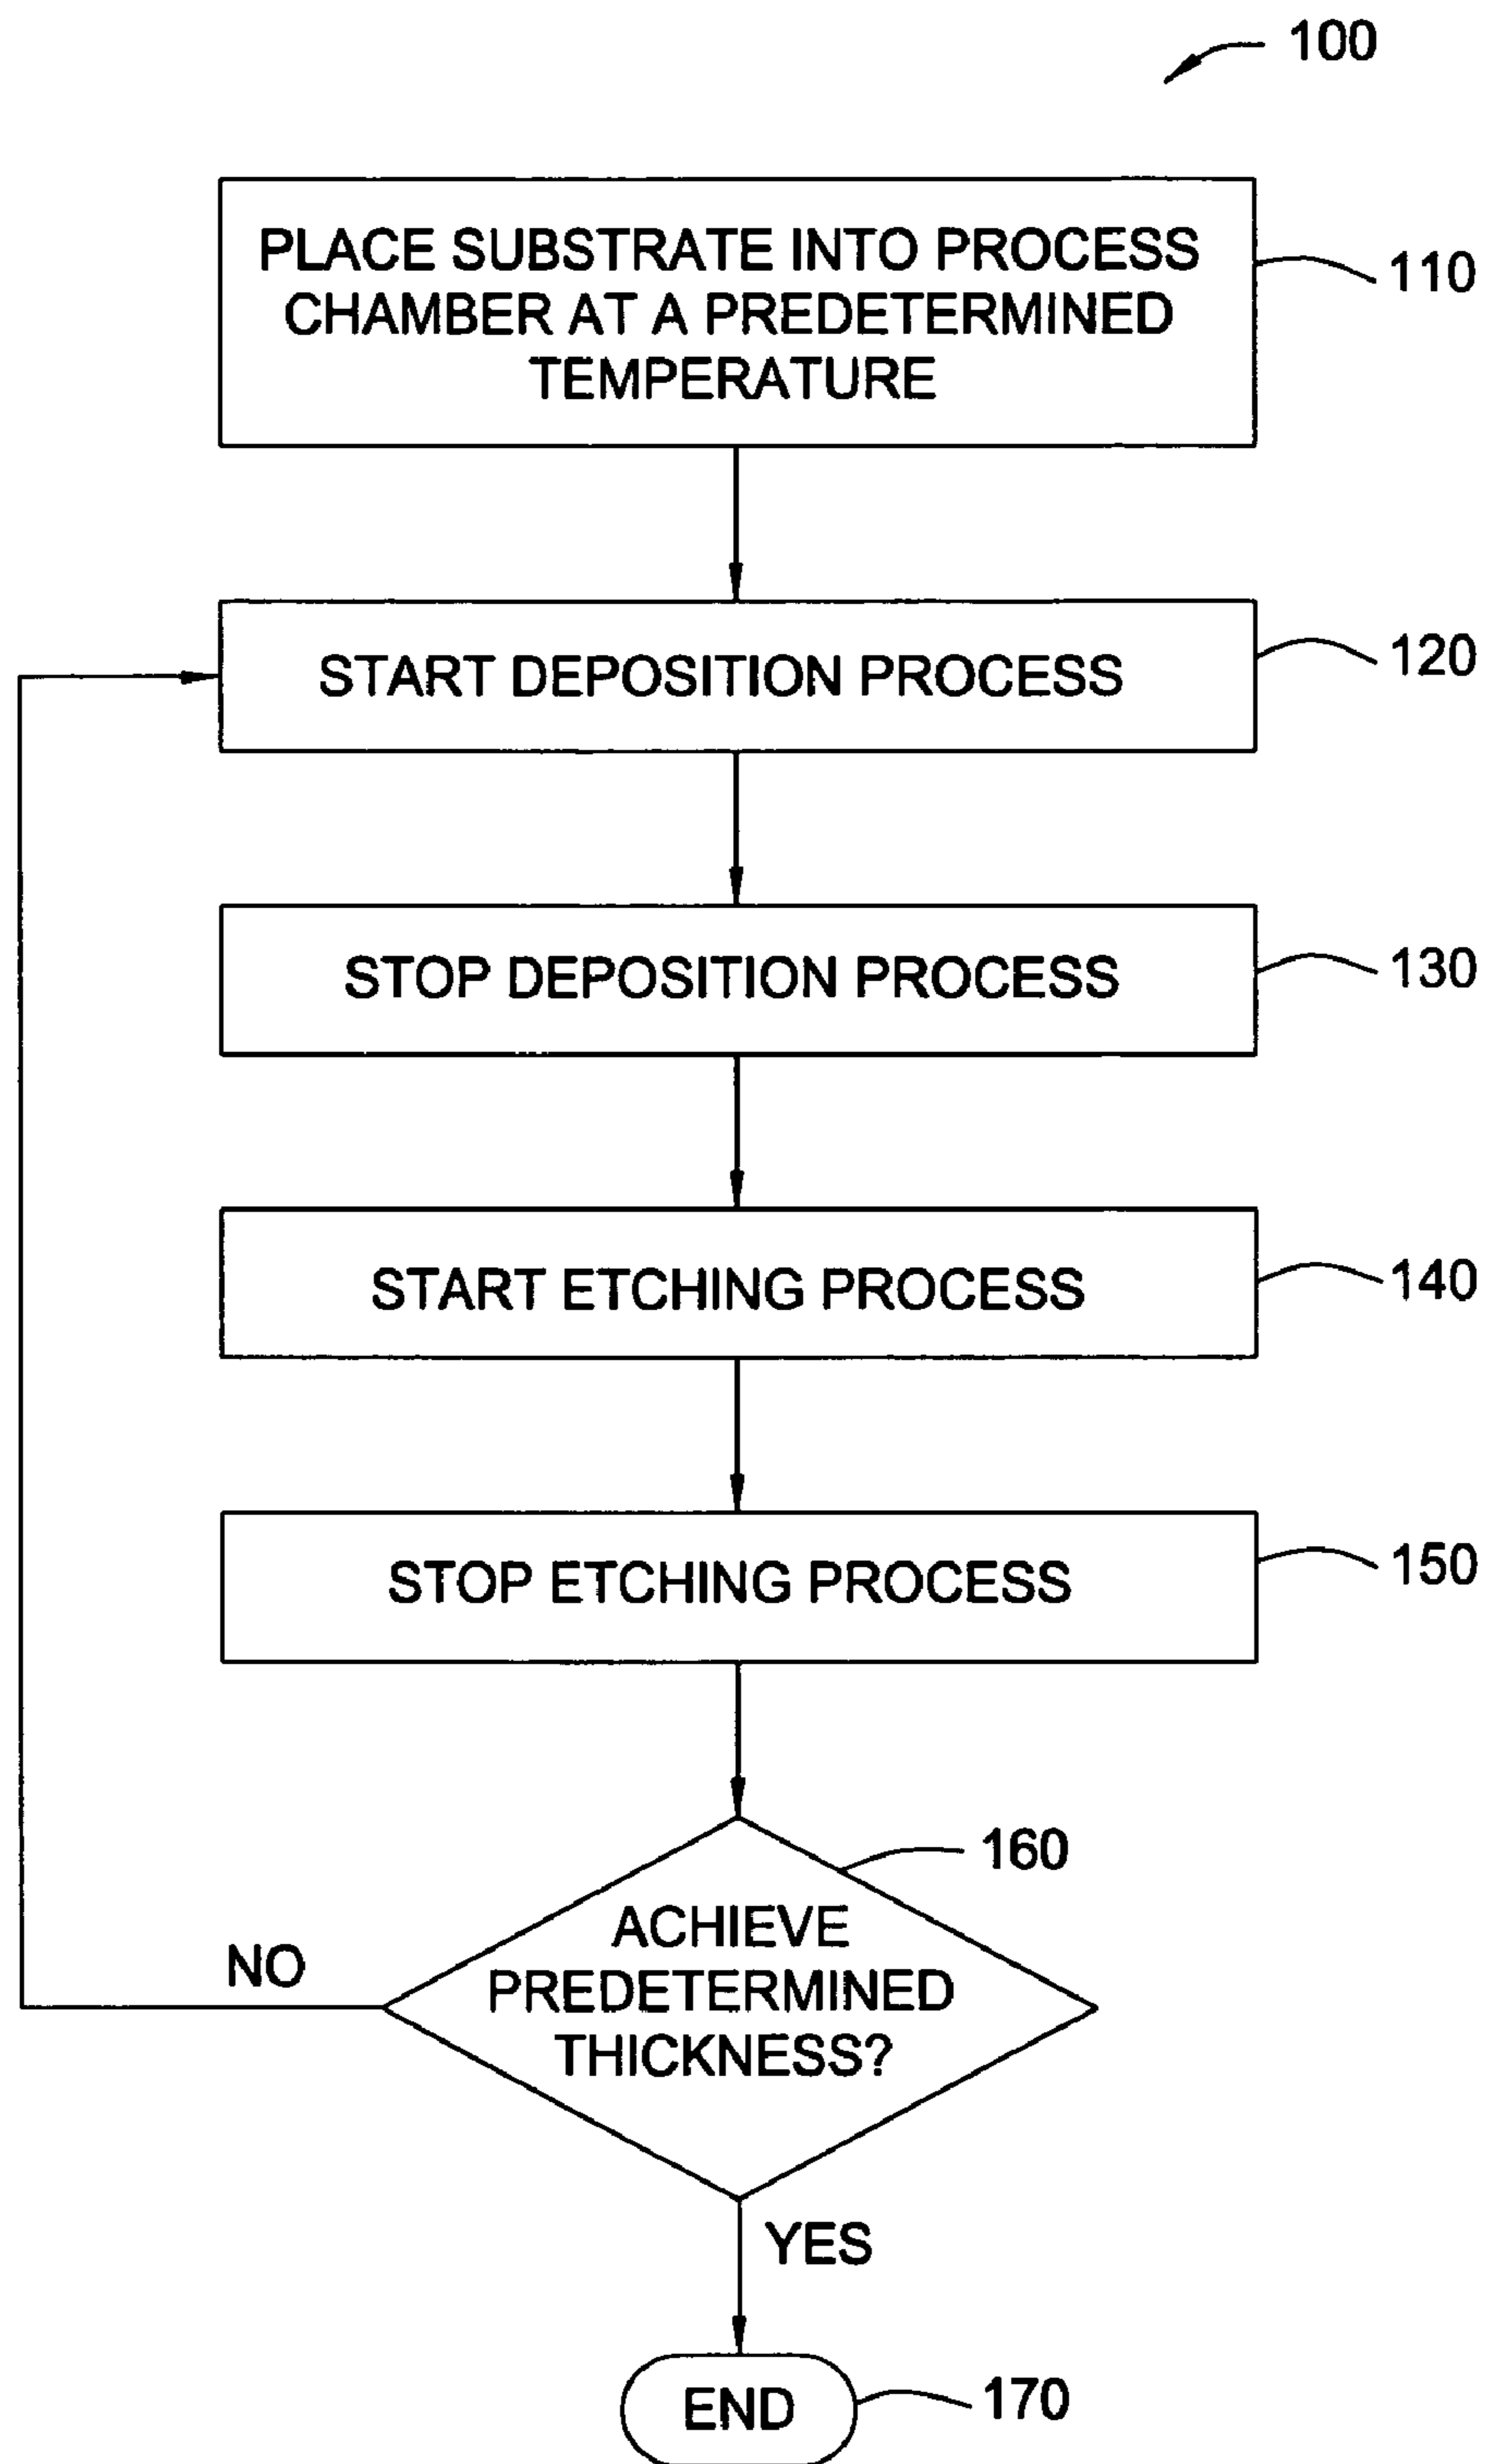 100
PLACE SUBSTRATE INTO PROCESS
CHAMBER AT A PREDETERMINED
TEMPERATURE
110
START DEPOSITION PROCESS
120
STOP DEPOSITION PROCESS
130
START ETCHING PROCESS
140
STOP ETCHING PROCESS
150
160
ACHIEVE
PREDETERMINED
THICKNESS?
NO
YES
END
170